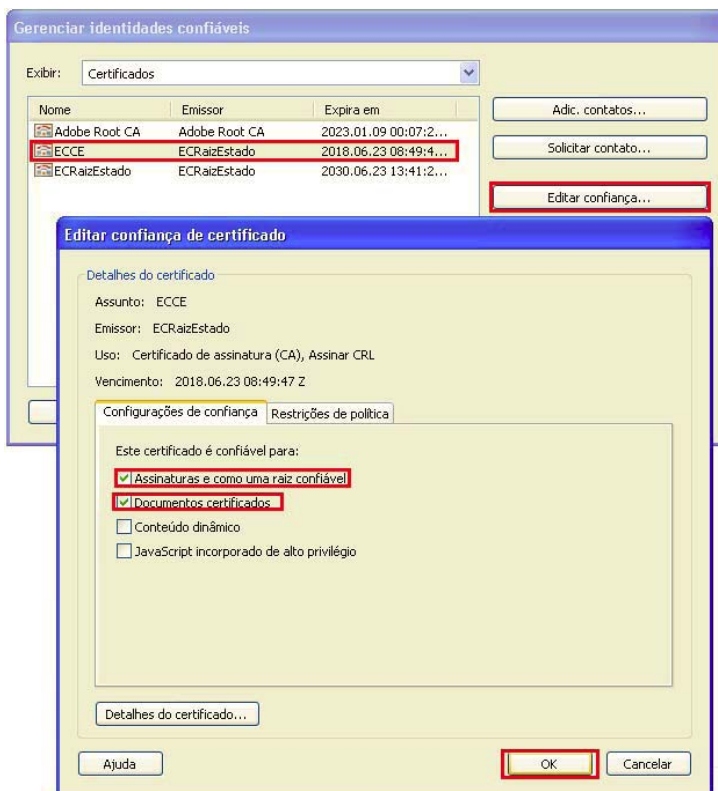 Gerenciar identidades confiáveis
Exibir: Certificados
Nome Emissor Expira em
Adobe Root CA Adobe Root CA 2023.01.09 00:07:2...
ECCE ECRaizEstado 2018.06.23 08:49:4...
ECRaizEstado ECRaizEstado 2030.06.23 13:41:2...
Adic. contatos...
Solicitar contato...
Editar confiança...
Editar confiança de certificado
Detalhes do certificado
Assunto: ECCE
Emissor: ECRaizEstado
Uso: Certificado de assinatura (CA), Assinar CRL
Vencimento: 2018.06.23 08:49:47 Z
Configurações de confiança Restrições de política
Este certificado é confiável para:
Assinaturas e como uma raiz confiável
Documentos certificados
Conteúdo dinâmico
JavaScript incorporado de alto privilégio
Detalhes do certificado...
Ajuda OK Cancelar